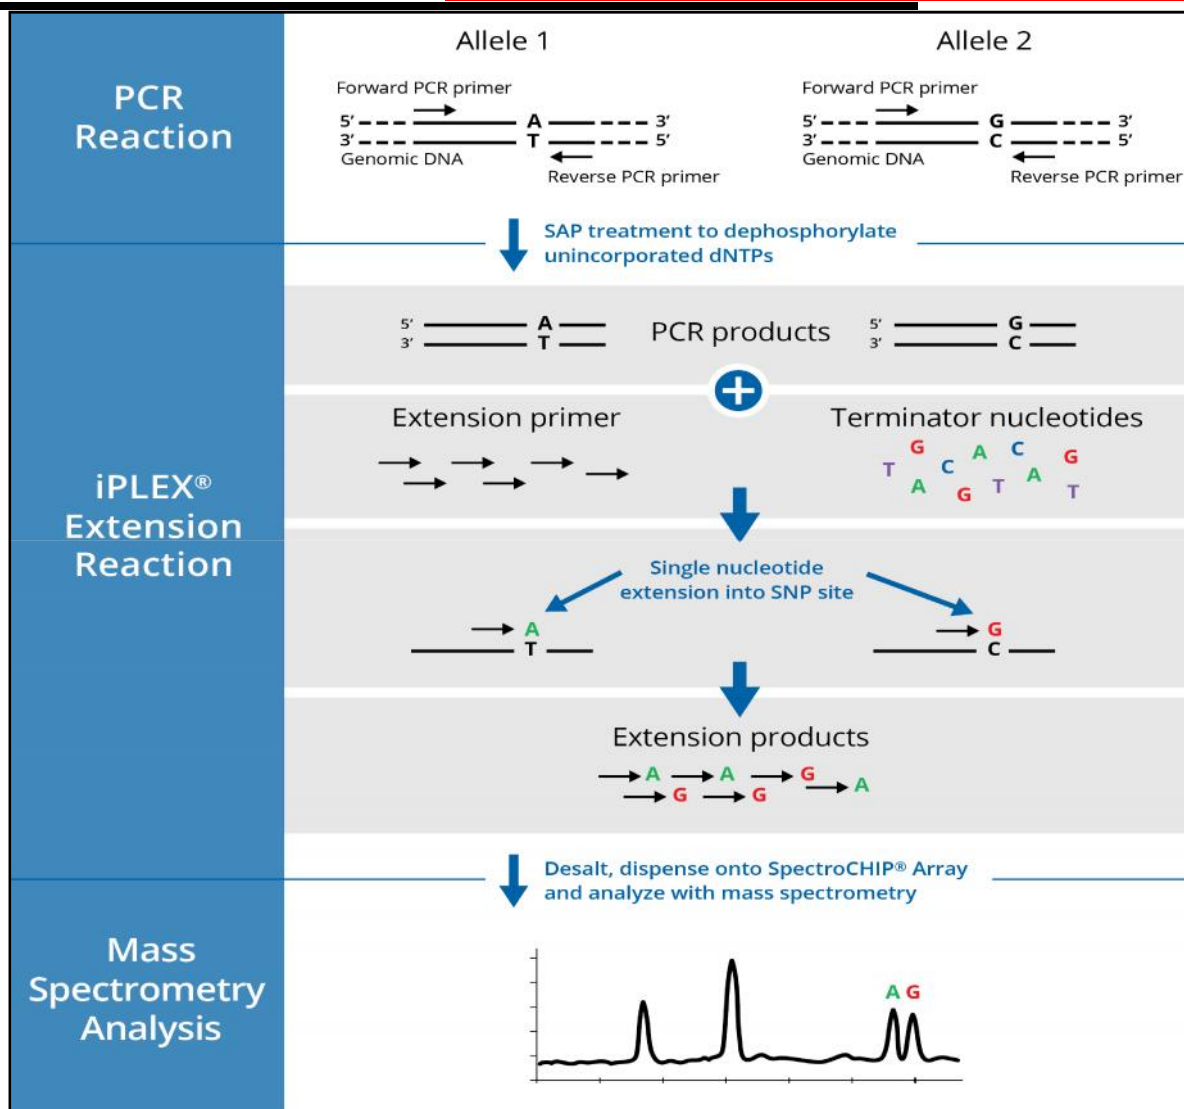 PCR
Reaction
Allele 1
Allele 2
Forward PCR primer
5’ A 3’
3’ T 5’
Genomic DNA
Reverse PCR primer
Forward PCR primer
5’ G 3’
3’ C 5’
Genomic DNA
Reverse PCR primer
SAP treatment to dephosphorylate
unincorporated dNTPs
iPLEX®
Extension
Reaction
5’ A
3’ T
PCR products
5’ G
3’ C
+
Extension primer
Terminator nucleotides
G A C G
T C A
A G T T
Single nucleotide
extension into SNP site
A
T
G
C
Extension products
A A G A
G G
Desalt, dispense onto SpectroCHIP® Array
and analyze with mass spectrometry
Mass
Spectrometry
Analysis
A G